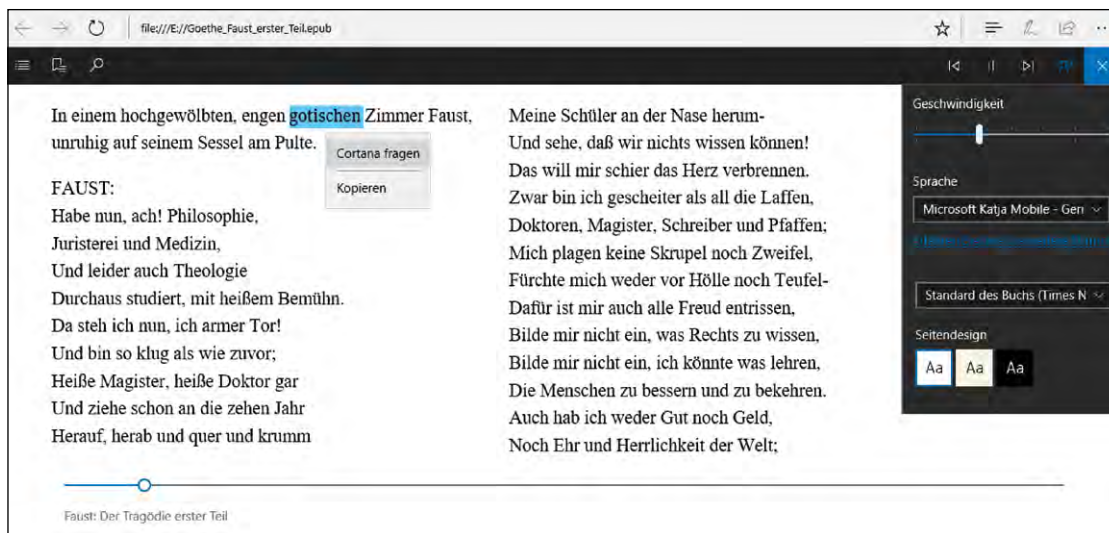 file:///E://Goethe_Faust_erster_Teil.epub
In einem hochgewölbten, engen gotischen Zimmer Faust,
unruhig auf seinem Sessel am Pulte.
Cortana fragen
Kopieren
FAUST:
Habe nun, ach! Philosophie,
Juristerei und Medizin,
Und leider auch Theologie
Durchaus studiert, mit heißem Bemühn.
Da steh ich nun, ich armer Tor!
Und bin so klug als wie zuvor;
Heiße Magister, heiße Doktor gar
Und ziehe schon an die zehen Jahr
Herauf, herab und quer und krumm
Meine Schüler an der Nase herum-
Und sehe, daß wir nichts wissen können!
Das will mir schier das Herz verbrennen.
Zwar bin ich gescheiter als all die Laffen,
Doktoren, Magister, Schreiber und Pfaffen;
Mich plagen keine Skrupel noch Zweifel,
Fürchte mich weder vor Hölle noch Teufel-
Dafür ist mir auch alle Freud entrissen,
Bilde mir nicht ein, was Rechts zu wissen,
Bilde mir nicht ein, ich könnte was lehren,
Die Menschen zu bessern und zu bekehren.
Auch hab ich weder Gut noch Geld,
Noch Ehr und Herrlichkeit der Welt;
Geschwindigkeit
Sprache
Microsoft Katja Mobile - Gerr
Standard des Buchs (Times N
Seitendesign
Aa Aa Aa
Faust: Der Tragödie erster Teil